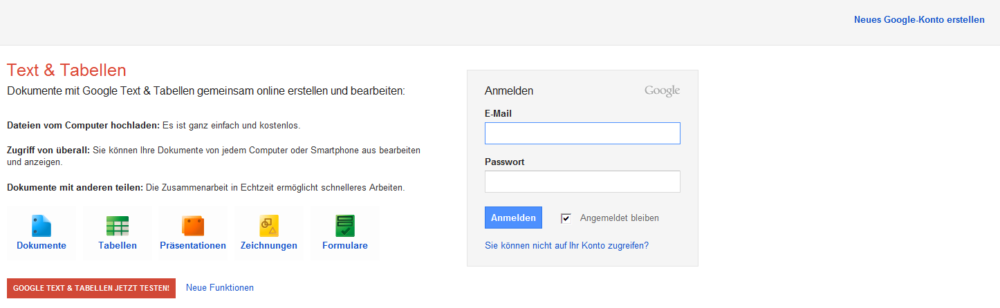 Neues Google-Konto erstellen
Text & Tabellen
Dokumente mit Google Text & Tabellen gemeinsam online erstellen und bearbeiten:
Dateien vom Computer hochladen: Es ist ganz einfach und kostenlos.
Zugriff von überall: Sie können Ihre Dokumente von jedem Computer oder Smartphone aus bearbeiten
und anzeigen.
Dokumente mit anderen teilen: Die Zusammenarbeit in Echtzeit ermöglicht schnelleres Arbeiten.
Dokumente
Tabellen
Präsentationen
Zeichnungen
Formulare
GOOGLE TEXT & TABELLEN JETZT TESTEN!
Neue Funktionen
Anmelden
Google
E-Mail
Passwort
Anmelden
Angemeldet bleiben
Sie können nicht auf Ihr Konto zugreifen?